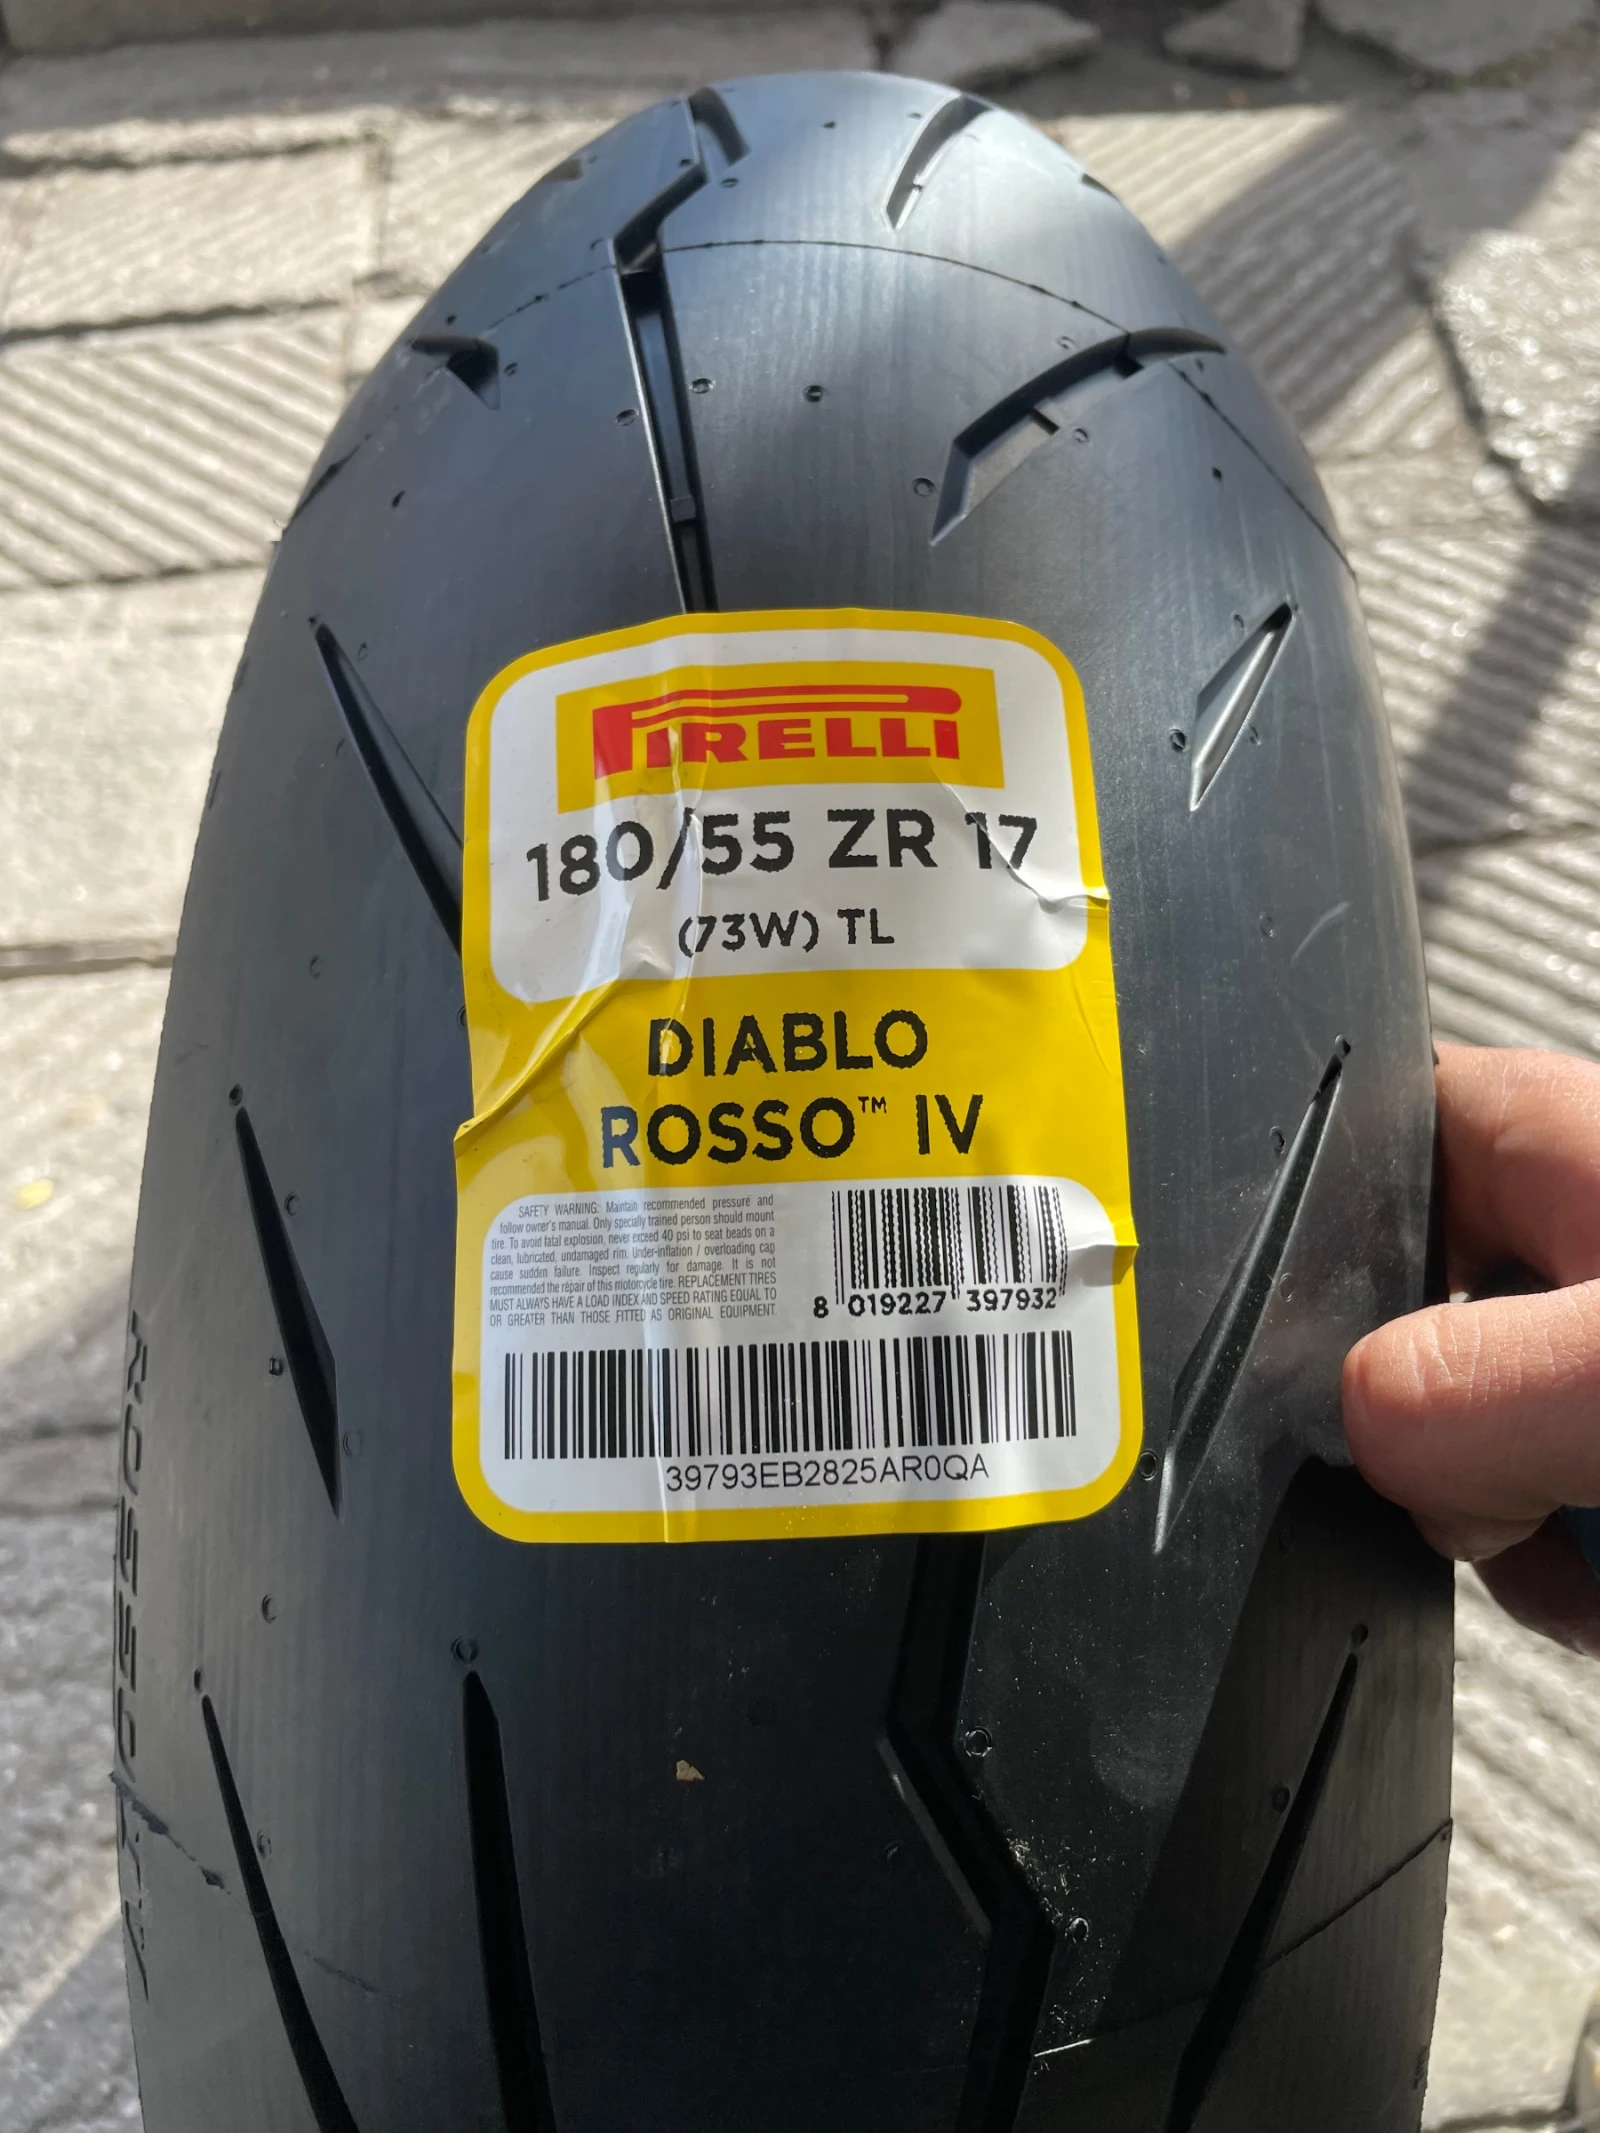 PIRELLI
180/55 ZR 17
(73W) TL
DIABLO
ROSSO™ IV
SAFETY WARNING: Maintain recommended pressure and
follow owner's manual. Only specially trained person should mount
tire. To avoid fatal explosion, never exceed 40 psi to seat beads on a
clean, lubricated, undamaged rim. Under-inflation / overloading cap
cause sudden failure. Inspect regularly for damage. It is not
recommended the repair of this motorcycle tire. REPLACEMENT TIRES
MUST ALWAYS HAVE A LOAD INDEX AND SPEED RATING EQUAL TO
OR GREATER THAN THOSE FITTED AS ORIGINAL EQUIPMENT.
8 019227 397932
39793EB2825AR0QA
ROSSO IV